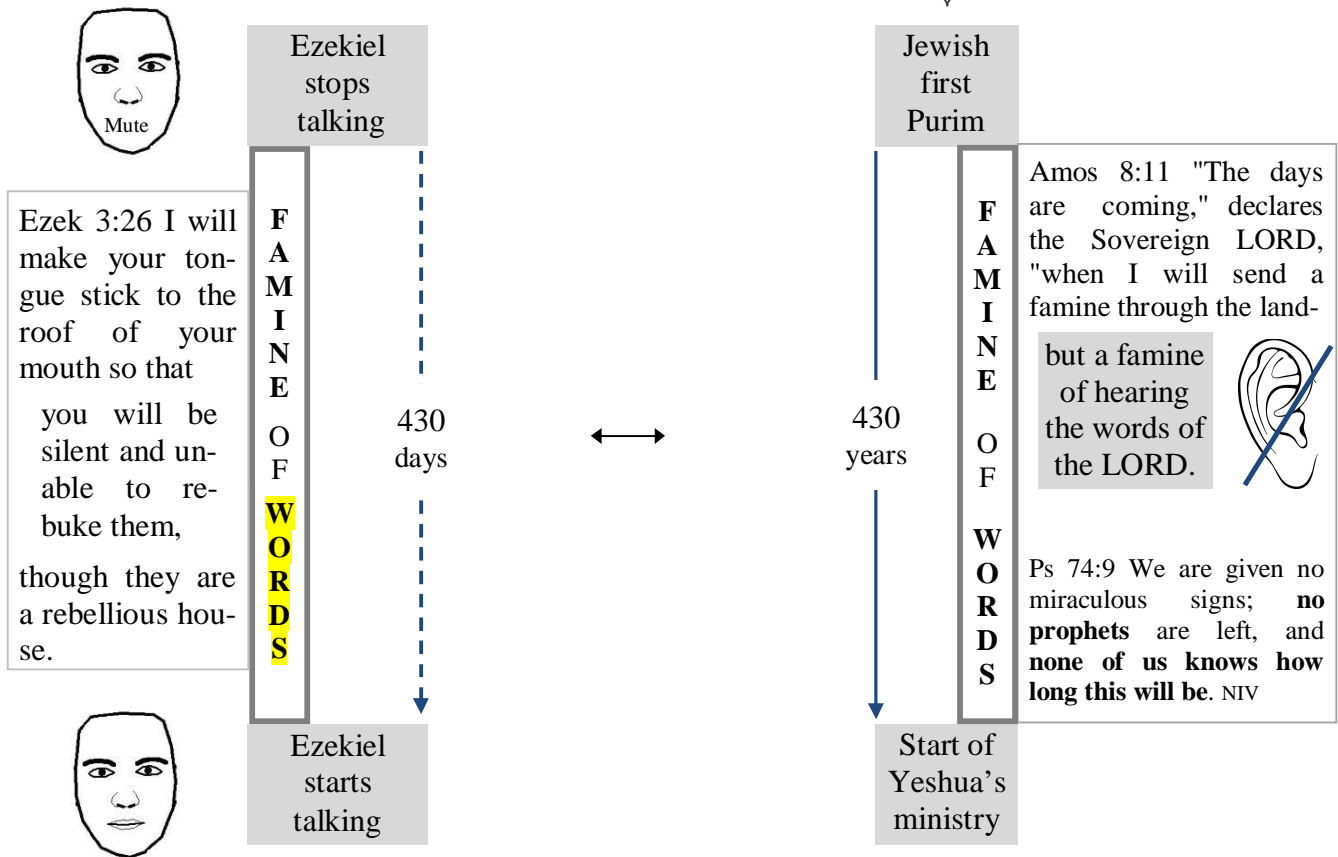 Mute
Ezekiel
stops
talking
Ezek 3:26 I will
make your ton-
gue stick to the
roof of your
mouth so that
you will be
silent and un-
able to re-
buke them,
though they are
a rebellious hou-
se.
F
A
M
I
N
E
O
F
W
O
R
D
S
430
days
Ezekiel
starts
talking
Jewish
first
Purim
430
years
F
A
M
I
N
E
O
F
W
O
R
D
S
Start of
Yeshua's
ministry
Amos 8:11 "The days
are coming," declares
the Sovereign LORD,
"when I will send a
famine through the land-
but a famine
of hearing
the words of
the LORD.
Ps 74:9 We are given no
miraculous signs; no
prophets are left, and
none of us knows how
long this will be. NIV